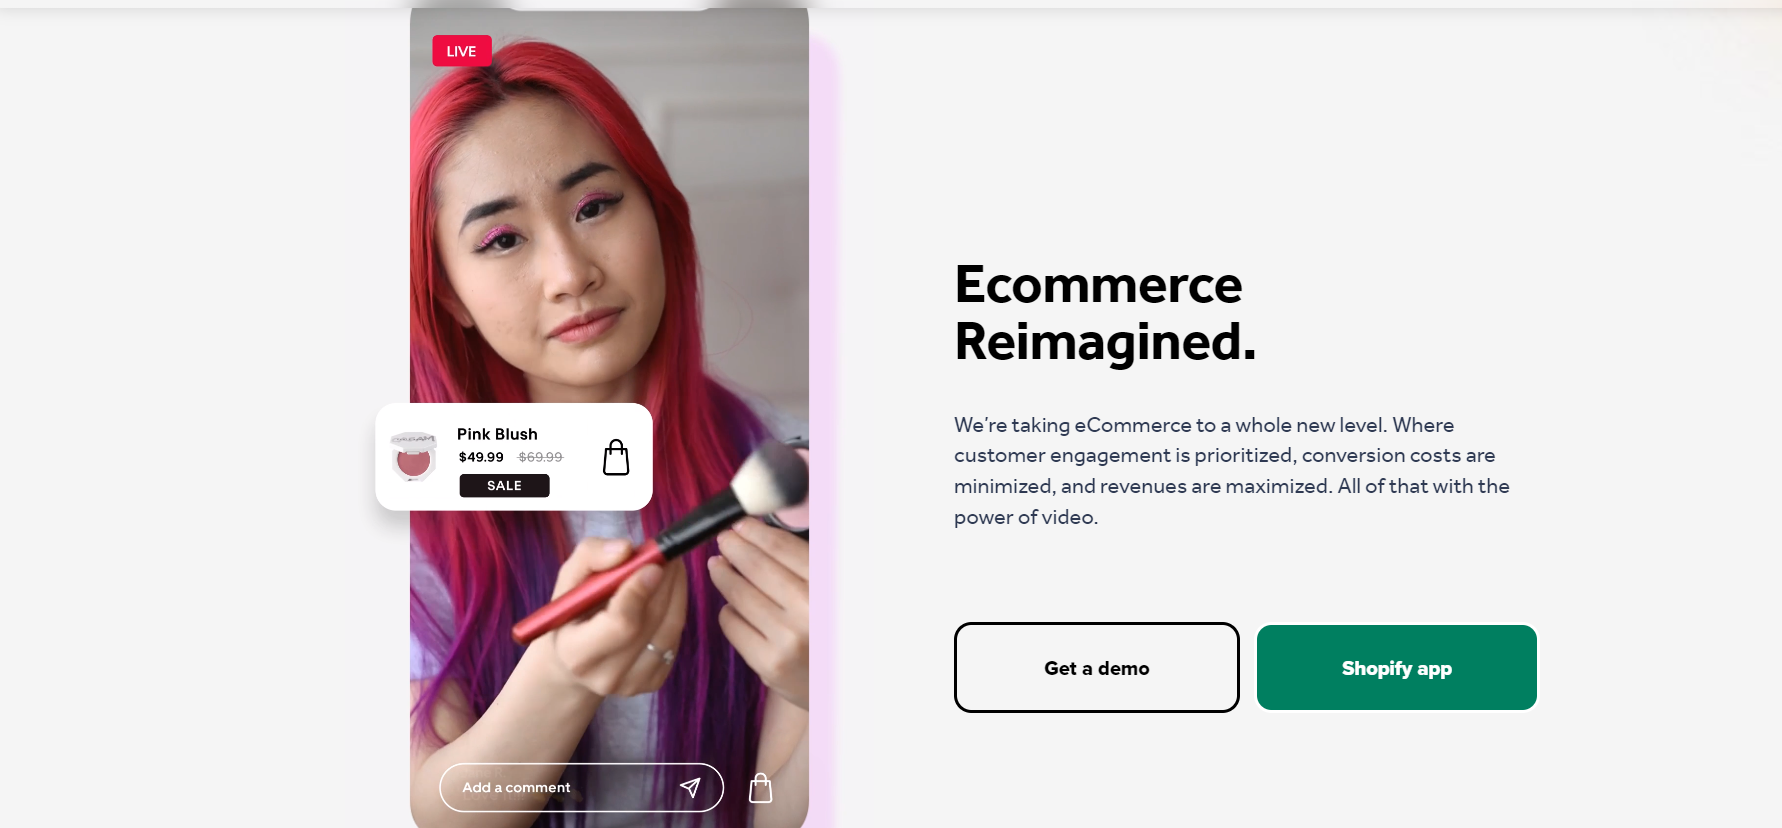 LIVE
Pink Blush
$49.99 $69.99
SALE
Add a comment
Ecommerce
Reimagined.
We're taking eCommerce to a whole new level. Where
customer engagement is prioritized, conversion costs are
minimized, and revenues are maximized. All of that with the
power of video.
Get a demo
Shopify app